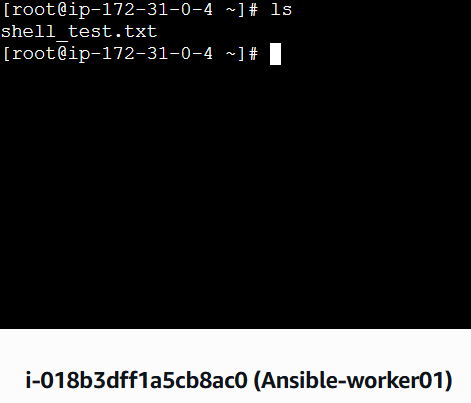 [root@ip-172-31-0-4 ~]# ls
shell_test.txt
[root@ip-172-31-0-4 ~]#
i-018b3dff1a5cb8ac0 (Ansible-worker01)